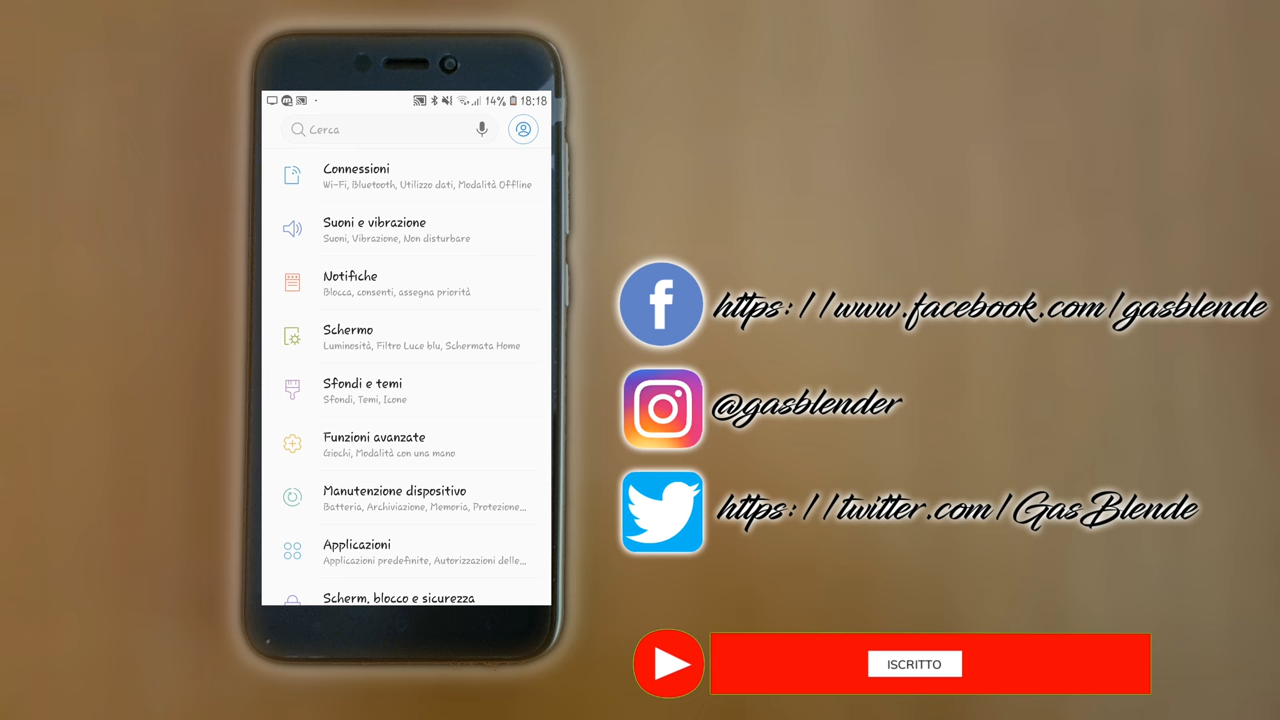 14% 18:18
Cerca
Connessioni
Wi-Fi, Bluetooth, Utilizzo dati, Modalità Offline
Suoni e vibrazione
Suoni, Vibrazione, Non disturbare
Notifiche
Blocca, consenti, assegna priorità
Schermo
Luminosità, Filtro Luce blu, Schermata Home
Sfondi e temi
Sfondi, Temi, Icone
Funzioni avanzate
Giochi, Modalità con una mano
Manutenzione dispositivo
Batteria, Archiviazione, Memoria, Protezione...
Applicazioni
Applicazioni predefinite, Autorizzazioni delle...
Scherm. blocco e sicurezza
https://www.facebook.com/gasblende
@gasblender
https://twitter.com/GasBlende
ISCRITTO